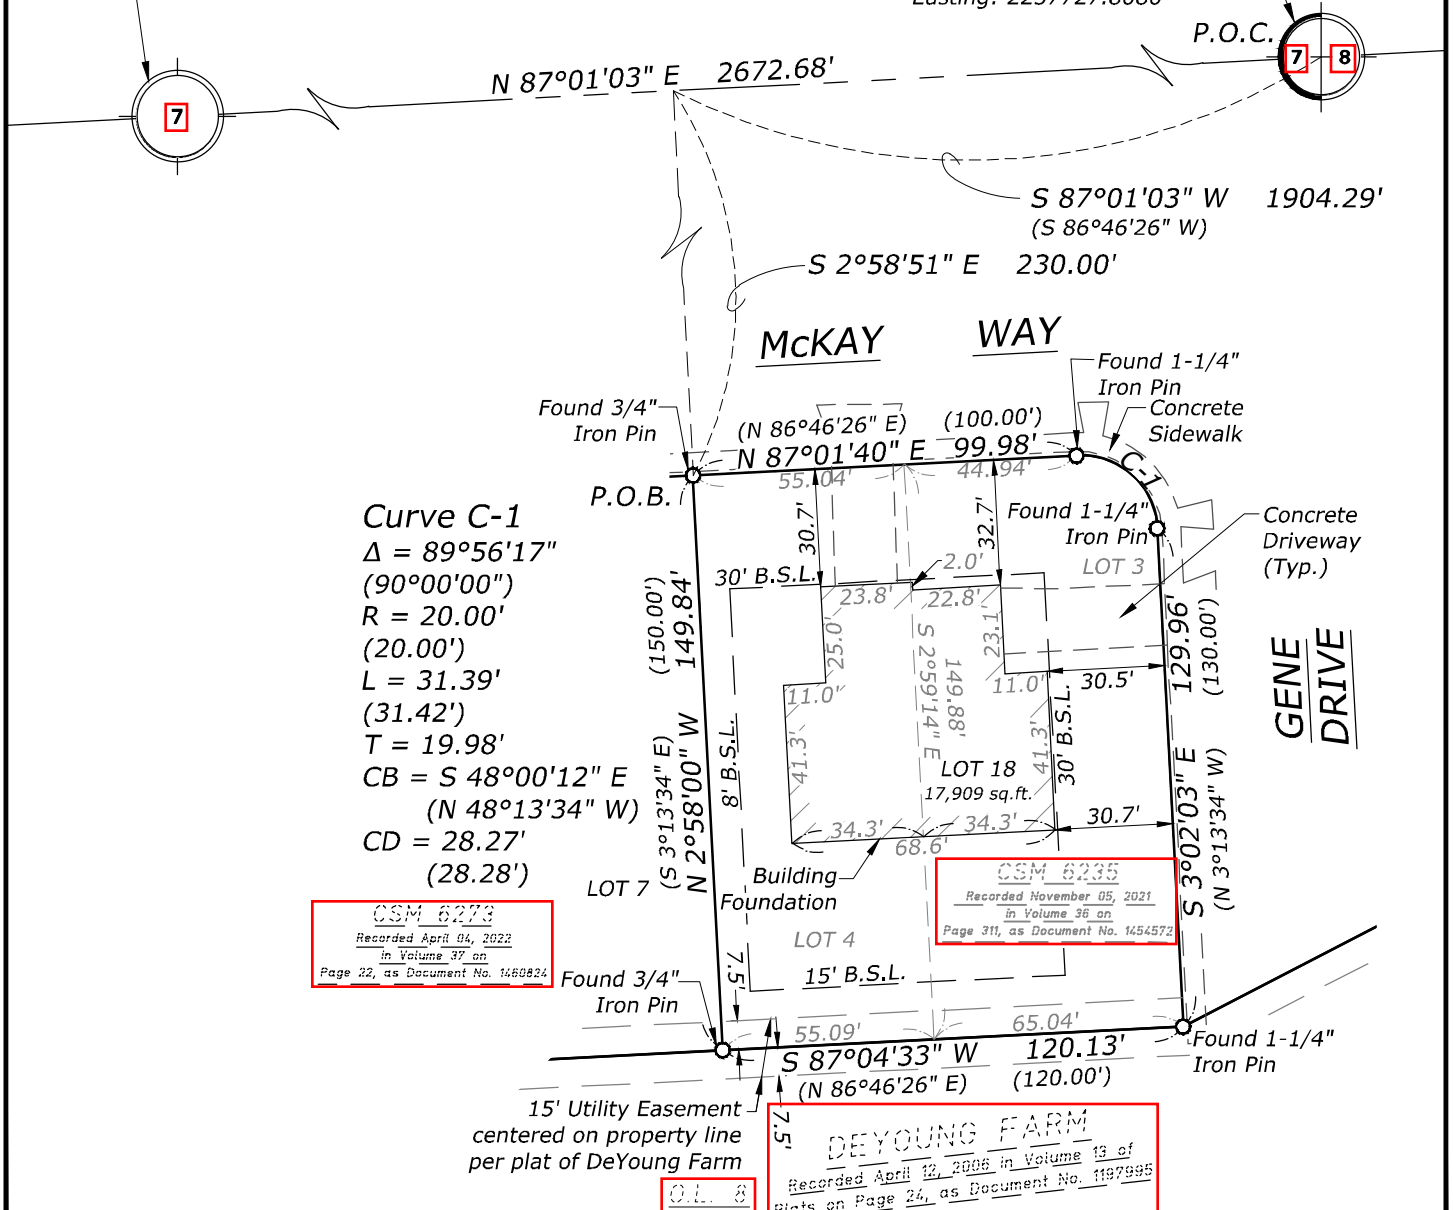 P.O.C.
7
8
N 87°01'03" E 2672.68'
7
S 87°01'03" W 1904.29'
(S 86°46'26" W)
S 2°58'51" E 230.00'
McKAY WAY
Found 1-1/4"
Iron Pin
Found 3/4"
Iron Pin
Concrete
Sidewalk
(N 86°46'26" E) (100.00')
N 87°01'40" E 99.98'
C-1
55.04'
44.94'
P.O.B.
Curve C-1
Δ = 89°56'17"
(90°00'00")
R = 20.00'
(20.00')
L = 31.39'
(31.42')
T = 19.98'
CB = S 48°00'12" E
(N 48°13'34" W)
CD = 28.27'
(28.28')
30.7'
32.7'
Found 1-1/4"
Iron Pin
Concrete
Driveway
(Typ.)
LOT 3
30' B.S.L.
2.0'
23.8'
22.8'
(150.00')
149.84'
25.0'
23.1'
S 2°59'14" E
149.88'
129.96'
(130.00')
GENE
DRIVE
11.0'
11.0'
30.5'
8' B.S.L.
41.3'
41.3'
30' B.S.L.
LOT 18
17,909 sq.ft.
(S 3°13'34" E)
N 2°58'00" W
S 3°02'03" E
(N 3°13'34" W)
34.3'
34.3'
68.6'
30.7'
Building
Foundation
LOT 7
CSM 6235
Recorded November 05, 2021
in Volume 36 on
Page 311, as Document No. 1454572
CSM 6273
Recorded April 04, 2022
in Volume 37 on
Page 22, as Document No. 1460824
LOT 4
7.5'
15' B.S.L.
Found 3/4"
Iron Pin
55.09'
65.04'
S 87°04'33" W 120.13'
(N 86°46'26" E) (120.00')
Found 1-1/4"
Iron Pin
15' Utility Easement
centered on property line
per plat of DeYoung Farm
7.5'
DEYOUNG FARM
Recorded April 12, 2006 in Volume 13 of
Plats on Page 24, as Document No. 1197995
O.L. 8